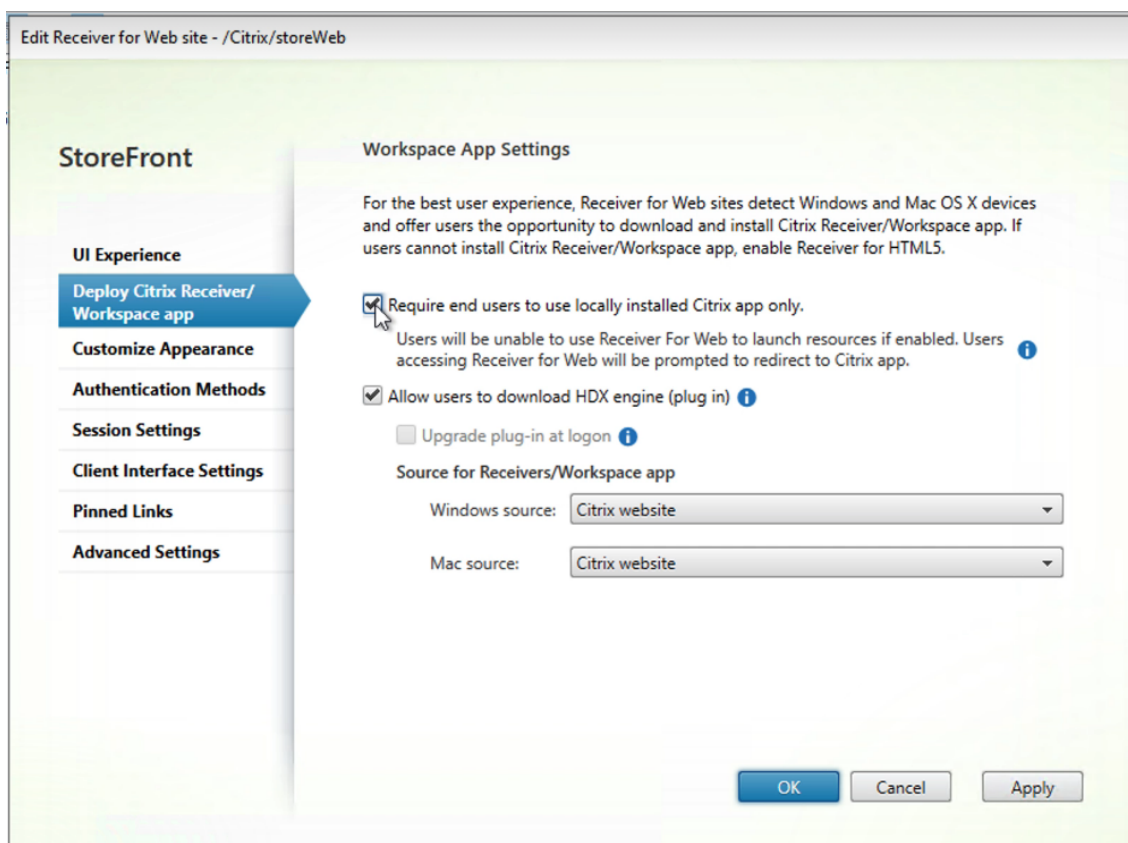 Edit Receiver for Web site - /Citrix/storeWeb
StoreFront
UI Experience
Deploy Citrix Receiver/
Workspace app
Customize Appearance
Authentication Methods
Session Settings
Client Interface Settings
Pinned Links
Advanced Settings
Workspace App Settings
For the best user experience, Receiver for Web sites detect Windows and Mac OS X devices
and offer users the opportunity to download and install Citrix Receiver/Workspace app. If
users cannot install Citrix Receiver/Workspace app, enable Receiver for HTML5.
Require end users to use locally installed Citrix app only.
Users will be unable to use Receiver For Web to launch resources if enabled. Users
accessing Receiver for Web will be prompted to redirect to Citrix app.
Allow users to download HDX engine (plug in)
Upgrade plug-in at logon
Source for Receivers/Workspace app
Windows source: Citrix website
Mac source: Citrix website
OK Cancel Apply